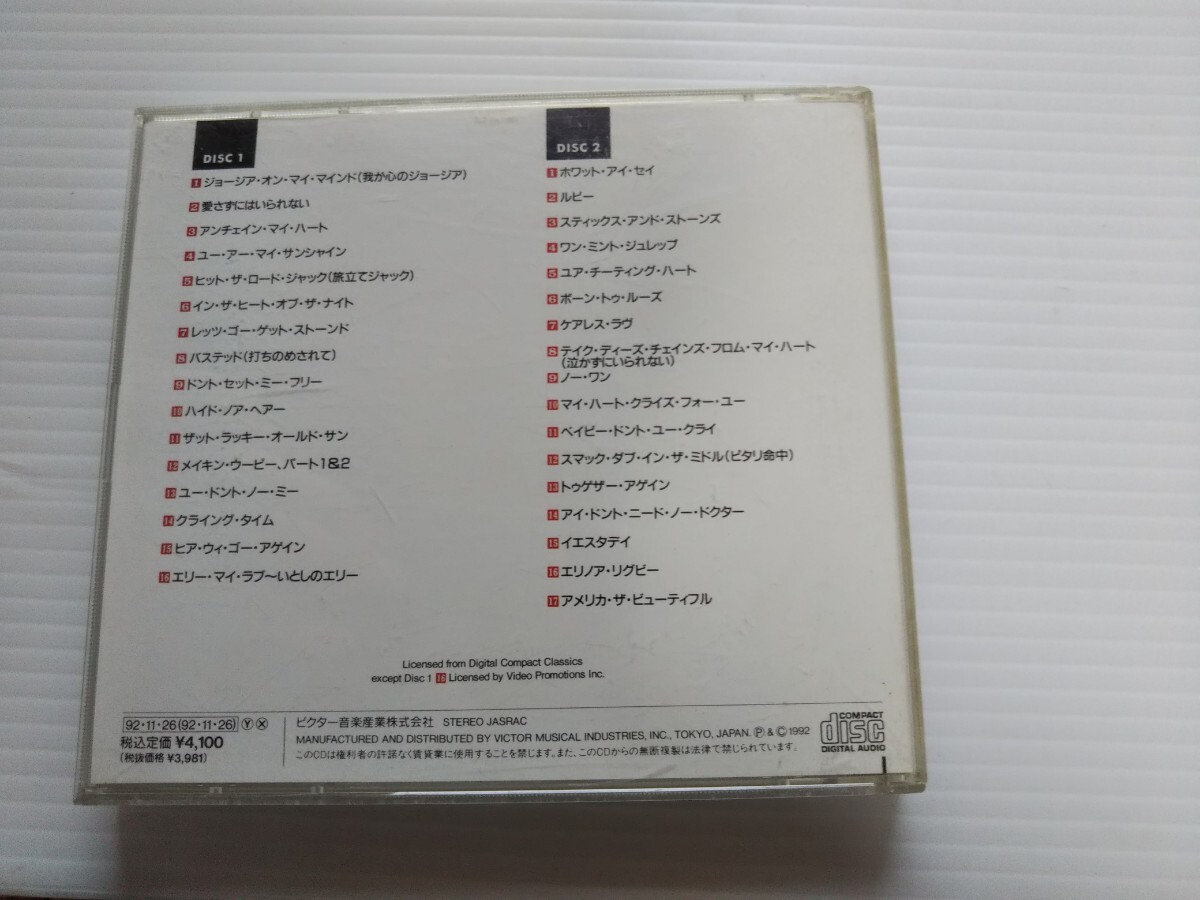 DISC 1
1 ジョージア・オン・マイ・マインド(我が心のジョージア)
2 愛さずにはいられない
3 アンチェイン・マイ・ハート
4 ユー・アー・マイ・サンシャイン
5 ヒット・ザ・ロード・ジャック(旅立てジャック)
6 イン・ザ・ヒート・オブ・ザ・ナイト
7 レッツ・ゴー・ゲット・ストーンド
8 バステッド(打ちのめされて)
9 ドント・セット・ミー・フリー
10 ハイド・ノア・ヘアー
11 ザット・ラッキー・オールド・サン
12 メイキン・ウービー、パート1&2
13 ユー・ドント・ノー・ミー
14 クライング・タイム
15 ヒア・ウィ・ゴー・アゲイン
16 エリー・マイ・ラブ〜いとしのエリー
DISC 2
1 ホワット・アイ・セイ
2 ルビー
3 スティックス・アンド・ストーンズ
4 ワン・ミント・ジュレップ
5 ユア・チーティング・ハート
6 ボーン・トゥ・ルーズ
7 ケアレス・ラヴ
8 テイク・ディーズ・チェインズ・フロム・マイ・ハート
(泣かずにいられない)
9 ノー・ワン
10 マイ・ハート・クライズ・フォー・ユー
11 ベイビー・ドント・ユー・クライ
12 スマック・ダブ・イン・ザ・ミドル(ピタリ命中)
13 トゥゲザー・アゲイン
14 アイ・ドント・ニード・ノー・ドクター
15 イエスタデイ
16 エリノア・リグビー
17 アメリカ・ザ・ビューティフル
Licensed from Digital Compact Classics
except Disc 1 16 Licensed by Video Promotions Inc.
92・11・26(92・11・26) Ⓨ Ⓧ
税込定価 ¥4,100
(税抜価格 ¥3,981)
ビクター音楽産業株式会社 STEREO JASRAC
MANUFACTURED AND DISTRIBUTED BY VICTOR MUSICAL INDUSTRIES, INC., TOKYO, JAPAN. Ⓟ & © 1992
このCDは権利者の許諾なく賃貸業に使用することを禁じます。また、このCDからの無断複製は法律で禁じられています。
COMPACT
disc
DIGITAL AUDIO